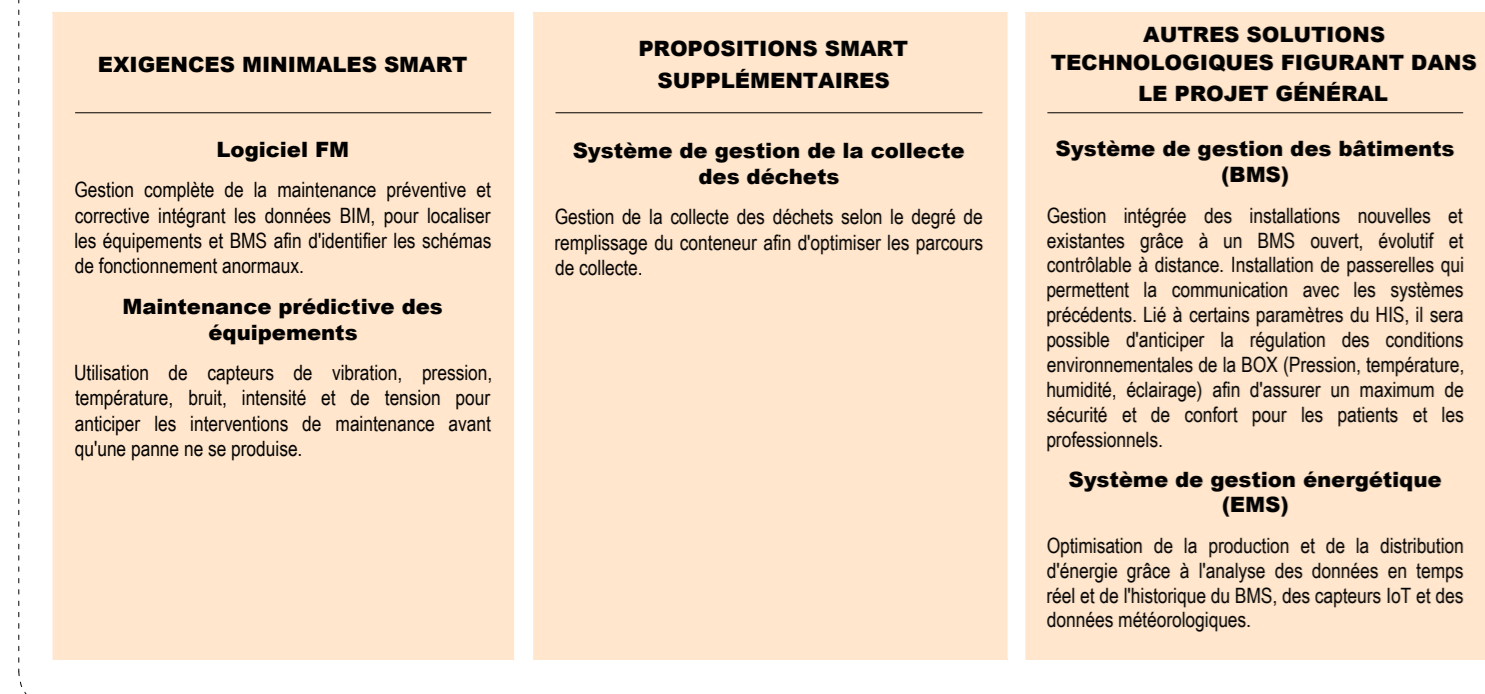 EXIGENCES MINIMALES SMART
Logiciel FM
Gestion complète de la maintenance préventive et
corrective intégrant les données BIM, pour localiser
les équipements et BMS afin d'identifier les schémas
de fonctionnement anormaux.
Maintenance prédictive des
équipements
Utilisation de capteurs de vibration, pression,
température, bruit, intensité et de tension pour
anticiper les interventions de maintenance avant
qu'une panne ne se produise.
PROPOSITIONS SMART
SUPPLÉMENTAIRES
Système de gestion de la collecte
des déchets
Gestion de la collecte des déchets selon le degré de
remplissage du conteneur afin d'optimiser les parcours
de collecte.
AUTRES SOLUTIONS
TECHNOLOGIQUES FIGURANT DANS
LE PROJET GÉNÉRAL
Système de gestion des bâtiments
(BMS)
Gestion intégrée des installations nouvelles et
existantes grâce à un BMS ouvert, évolutif et
contrôlable à distance. Installation de passerelles qui
permettent la communication avec les systèmes
précédents. Lié à certains paramètres du HIS, il sera
possible d'anticiper la régulation des conditions
environnementales de la BOX (Pression, température,
humidité, éclairage) afin d'assurer un maximum de
sécurité et de confort pour les patients et les
professionnels.
Système de gestion énergétique
(EMS)
Optimisation de la production et de la distribution
d'énergie grâce à l'analyse des données en temps
réel et de l'historique du BMS, des capteurs IoT et des
données météorologiques.